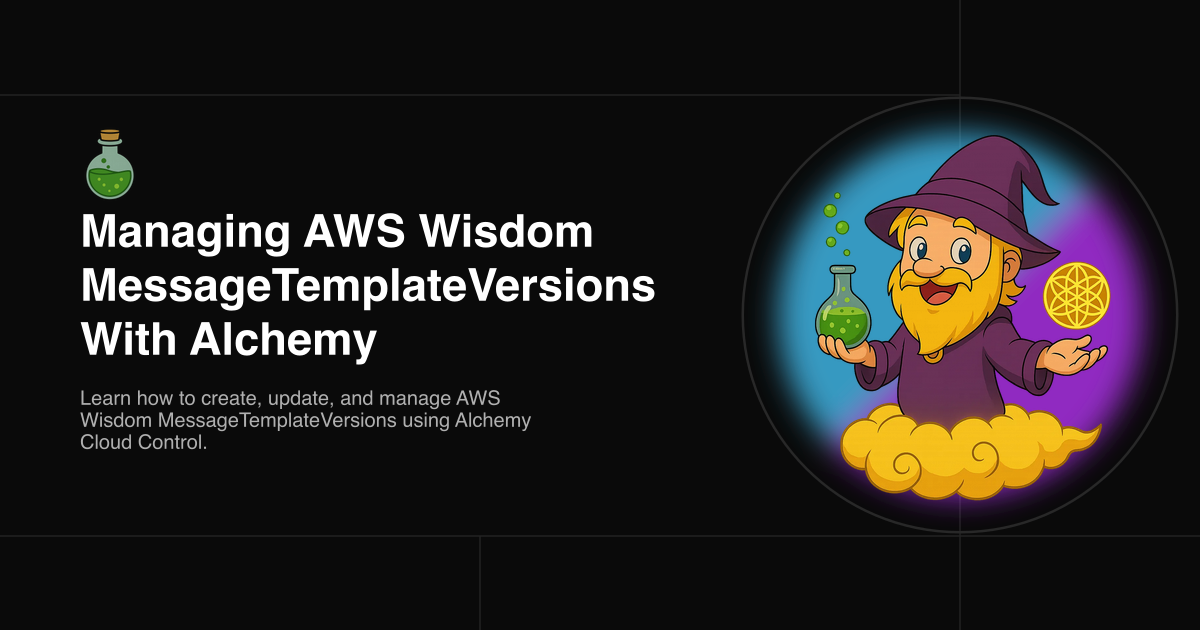 Managing AWS Wisdom
MessageTemplateVersions
With Alchemy
Learn how to create, update, and manage AWS
Wisdom MessageTemplateVersions using Alchemy
Cloud Control.